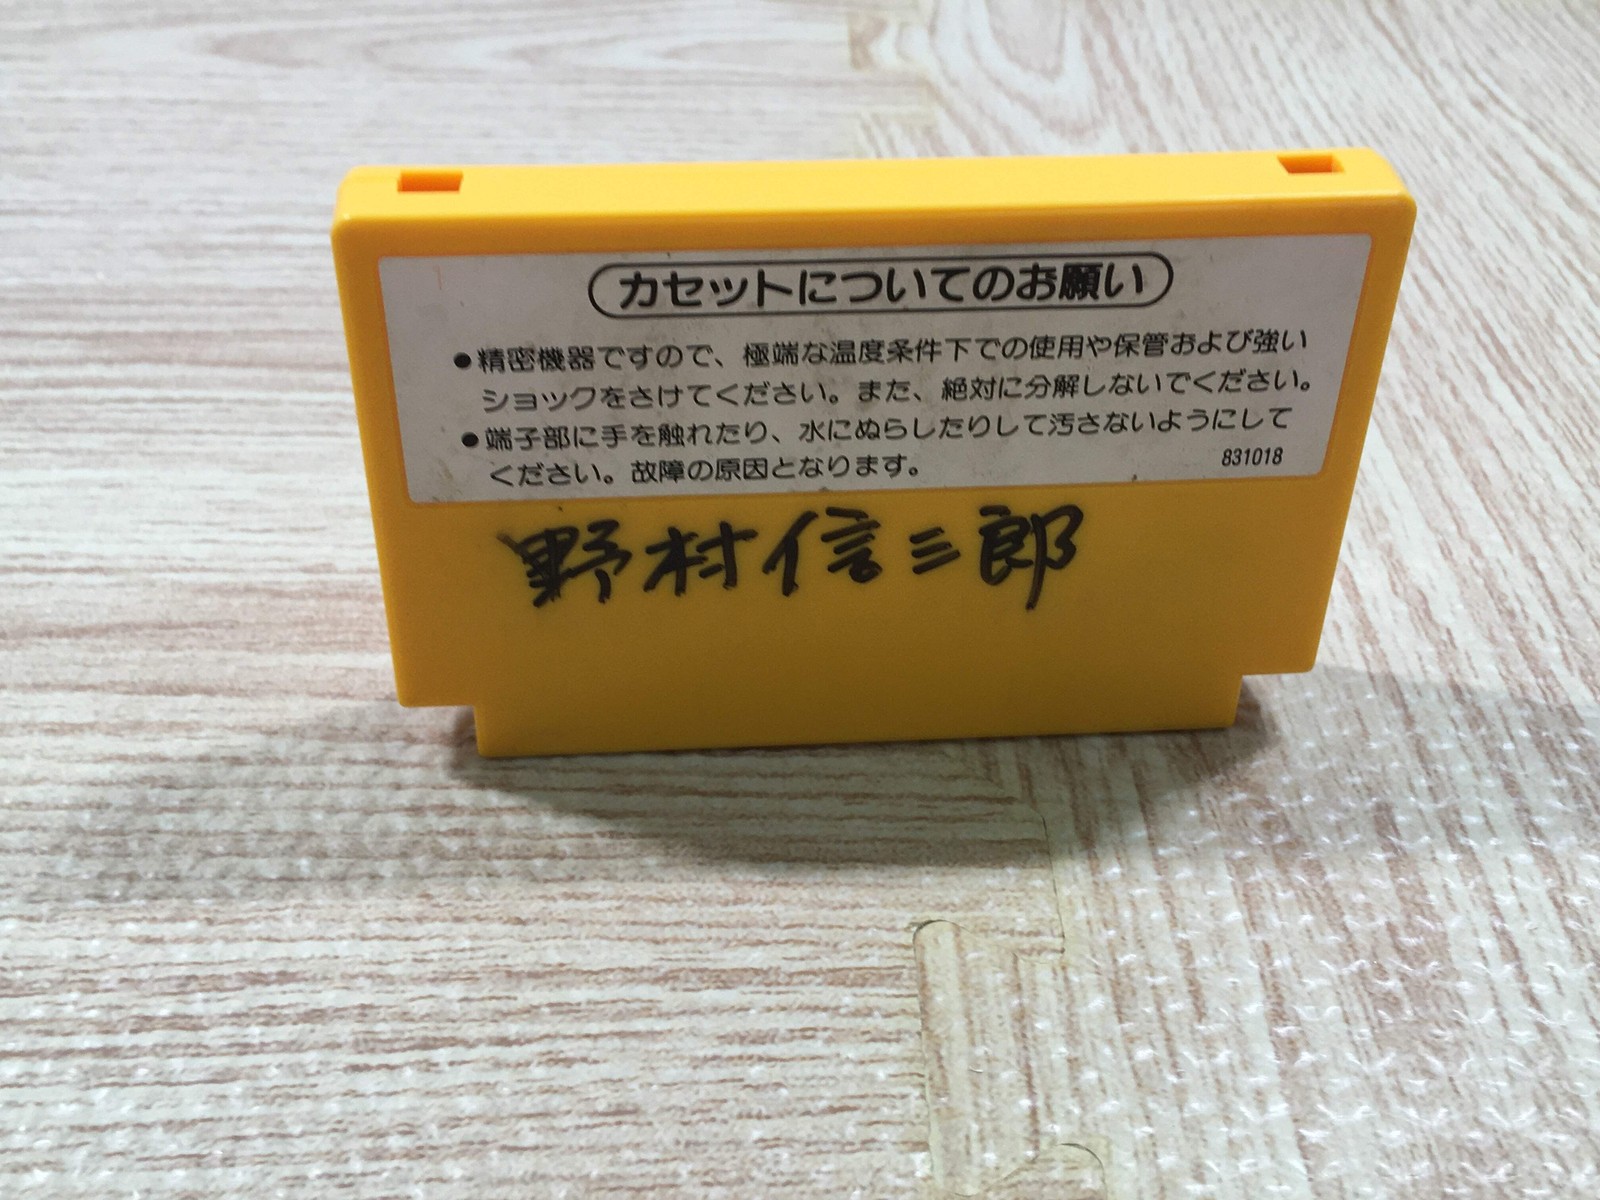 カセットについてのお願い
●精密機器ですので、極端な温度条件下での使用や保管および強い
ショックをさけてください。また、絶対に分解しないでください。
●端子部に手を触れたり、水にぬらしたりして汚さないようにして
ください。故障の原因となります。
831018
野村信三郎